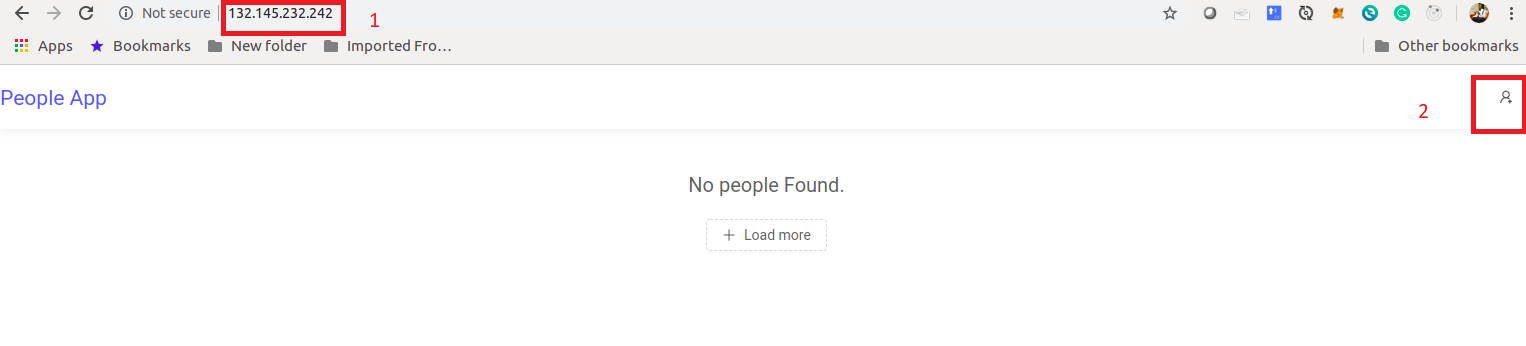 Not secure 132.145.232.242 1
Apps Bookmarks New folder Imported Fro... Other bookmarks
People App
2
No people Found.
+ Load more